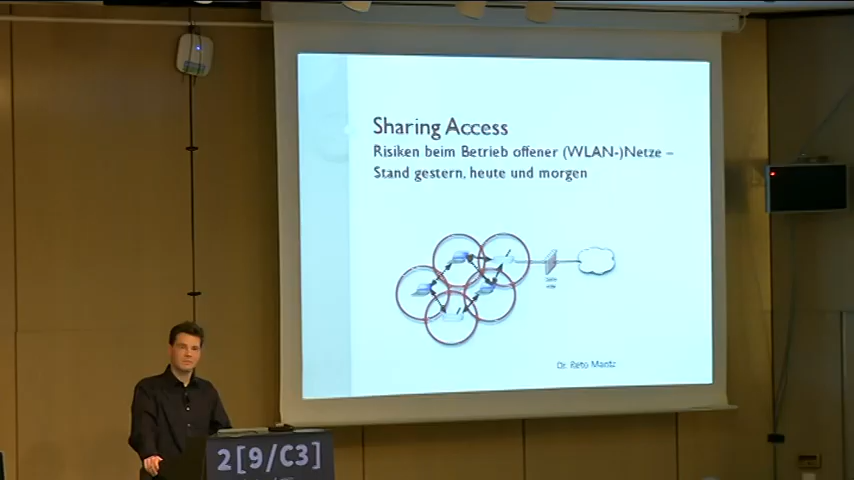 Sharing Access
Risiken beim Betrieb offener (WLAN-)Netze –
Stand gestern, heute und morgen
Dr. Reto Mantz
2[9/C3]